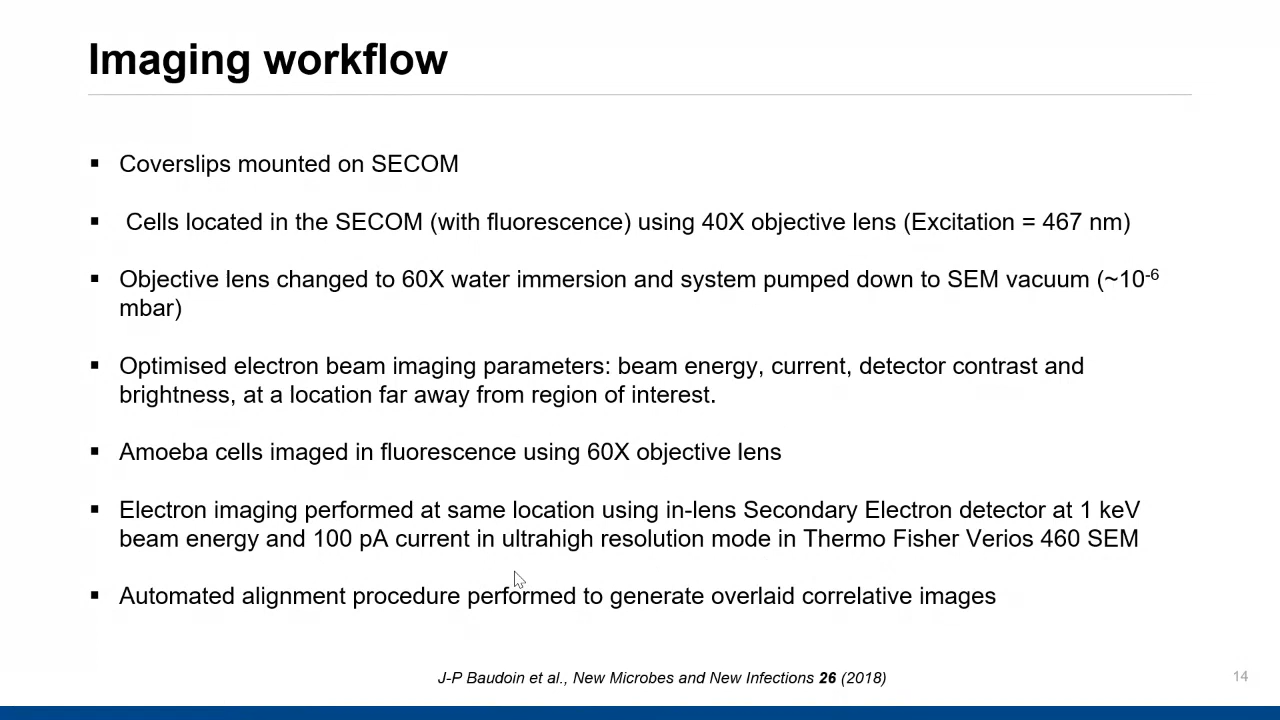 Imaging workflow
▪ Coverslips mounted on SECOM
▪ Cells located in the SECOM (with fluorescence) using 40X objective lens (Excitation = 467 nm)
▪ Objective lens changed to 60X water immersion and system pumped down to SEM vacuum (~10⁻⁶
mbar)
▪ Optimised electron beam imaging parameters: beam energy, current, detector contrast and
brightness, at a location far away from region of interest.
▪ Amoeba cells imaged in fluorescence using 60X objective lens
▪ Electron imaging performed at same location using in-lens Secondary Electron detector at 1 keV
beam energy and 100 pA current in ultrahigh resolution mode in Thermo Fisher Verios 460 SEM
▪ Automated alignment procedure performed to generate overlaid correlative images
J-P Baudoin et al., New Microbes and New Infections 26 (2018)
14